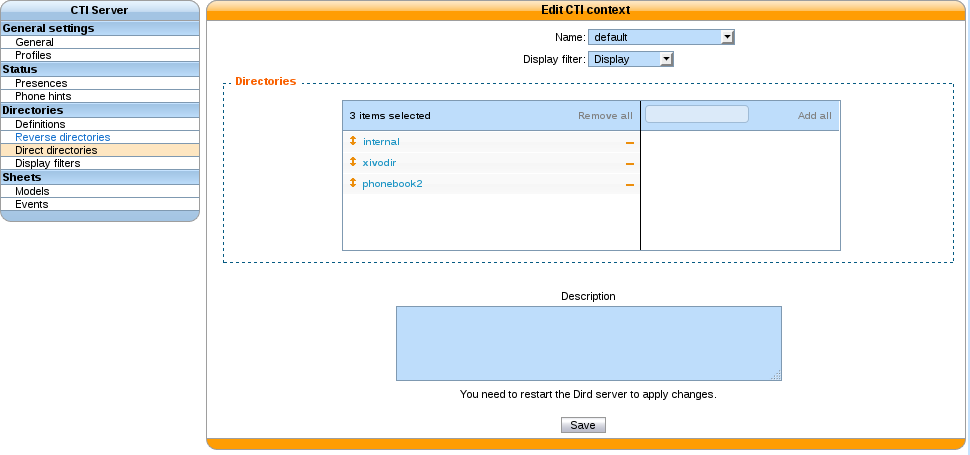 CTI Server
General settings
General
Profiles
Status
Presences
Phone hints
Directories
Definitions
Reverse directories
Direct directories
Display filters
Sheets
Models
Events
Edit CTI context
Name: default
Display filter: Display
Directories
3 items selected Remove all Add all
internal
xivodir
phonebook2
Description
You need to restart the Dird server to apply changes.
Save